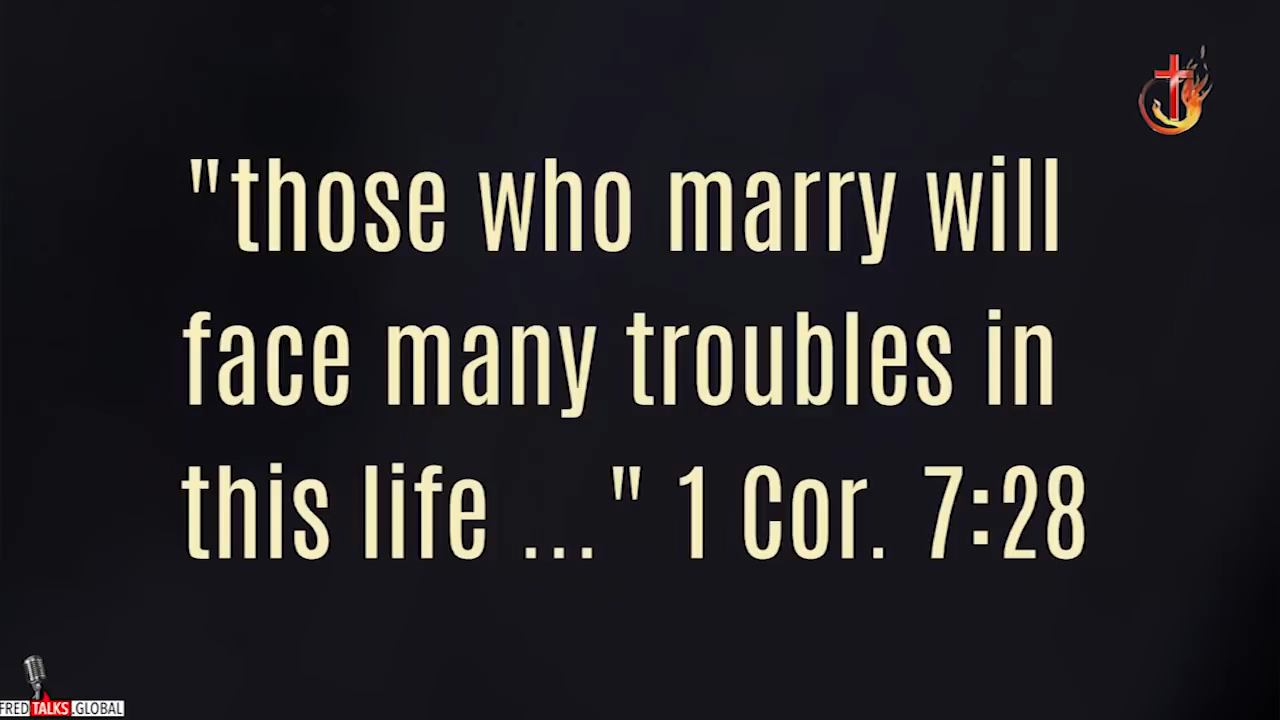 "those who marry will
face many troubles in
this life ... " 1 Cor. 7:28
FREDTALKS.GLOBAL